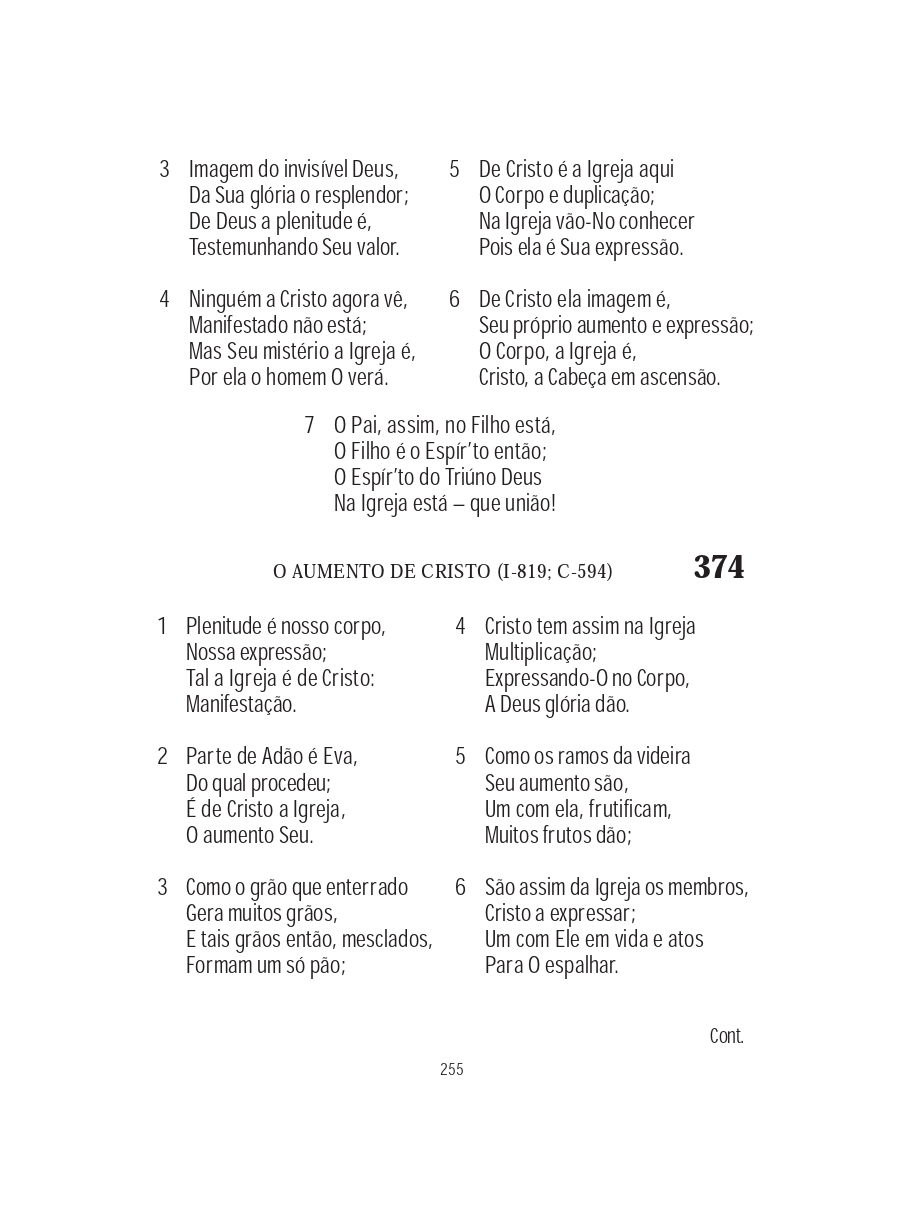 3 Imagem do invisível Deus,
Da Sua glória o resplendor;
De Deus a plenitude é,
Testemunhando Seu valor.
4 Ninguém a Cristo agora vê,
Manifestado não está;
Mas Seu mistério a Igreja é,
Por ela o homem O verá.
5 De Cristo é a Igreja aqui
O Corpo e duplicação;
Na Igreja vão-No conhecer
Pois ela é Sua expressão.
6 De Cristo ela imagem é,
Seu próprio aumento e expressão;
O Corpo, a Igreja é,
Cristo, a Cabeça em ascensão.
7 O Pai, assim, no Filho está,
O Filho é o Espír’to então;
O Espír’to do Triúno Deus
Na Igreja está – que união!
O AUMENTO DE CRISTO (I-819; C-594) 374
1 Plenitude é nosso corpo,
Nossa expressão;
Tal a Igreja é de Cristo:
Manifestação.
2 Parte de Adão é Eva,
Do qual procedeu;
É de Cristo a Igreja,
O aumento Seu.
3 Como o grão que enterrado
Gera muitos grãos,
E tais grãos então, mesclados,
Formam um só pão;
4 Cristo tem assim na Igreja
Multiplicação;
Expressando-O no Corpo,
A Deus glória dão.
5 Como os ramos da videira
Seu aumento são,
Um com ela, frutificam,
Muitos frutos dão;
6 São assim da Igreja os membros,
Cristo a expressar;
Um com Ele em vida e atos
Para O espalhar.
Cont.
255